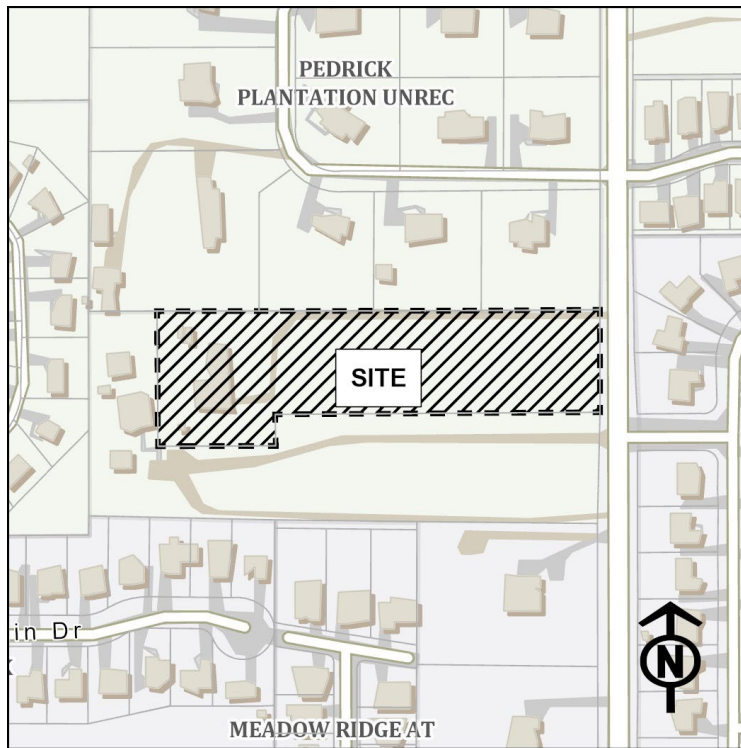 PEDRICK
PLANTATION UNREC
SITE
in Dr
N
MEADOW RIDGE AT